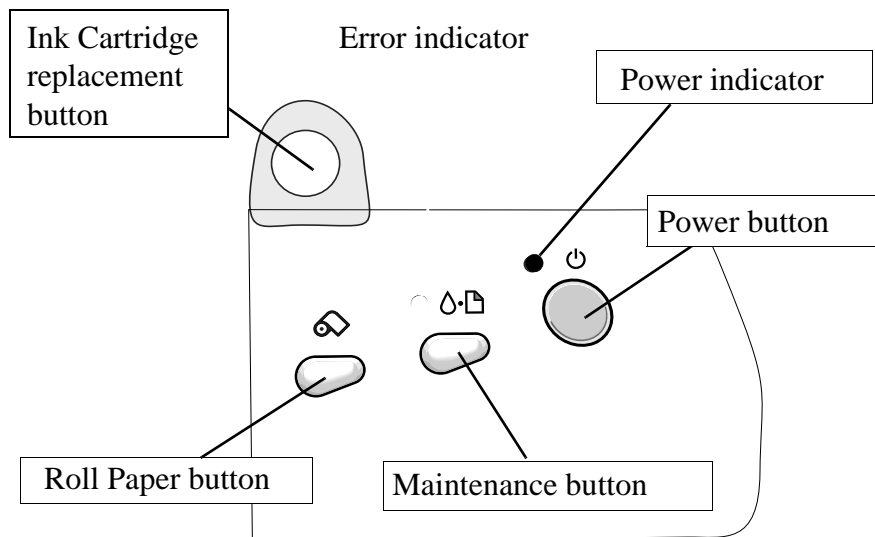 Ink Cartridge
replacement
button
Error indicator
Power indicator
Power button
Roll Paper button
Maintenance button